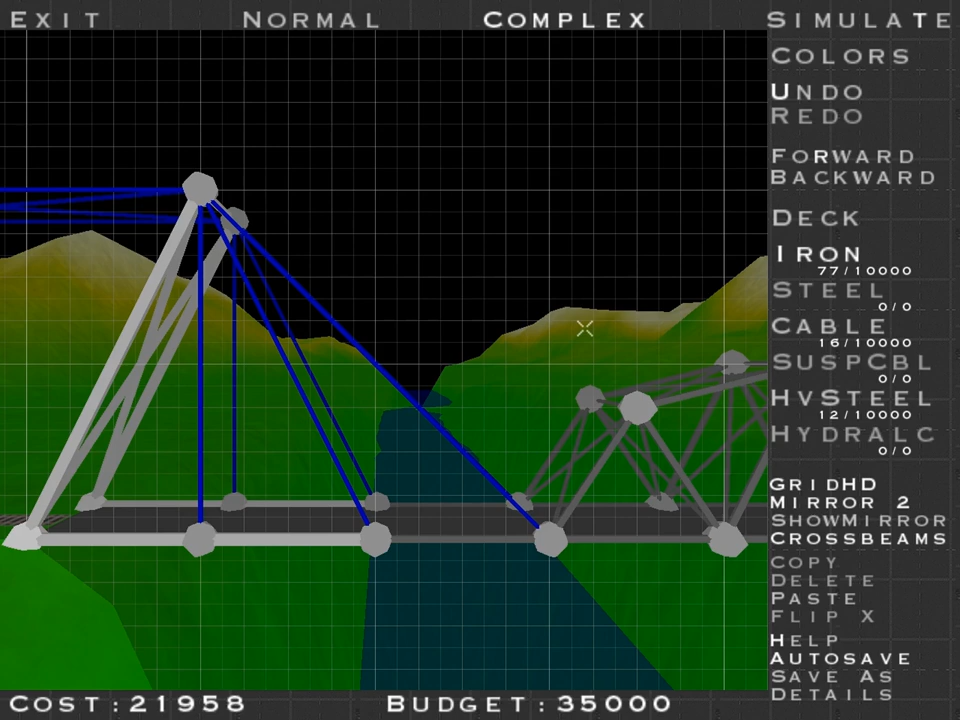 EXIT NORMAL COMPLEX SIMULATE
COLORS
UNDO
REDO
FORWARD
BACKWARD
DECK
IRON
77/10000
STEEL
0/0
CABLE
16/10000
SUSPCBL
0/0
HVSTEEL
12/10000
HYDRALC
0/0
GRIDHD
MIRROR 2
SHOWMIRROR
CROSSBEAMS
COPY
DELETE
PASTE
FLIP X
HELP
AUTOSAVE
SAVE AS
DETAILS
COST:21958 BUDGET:35000